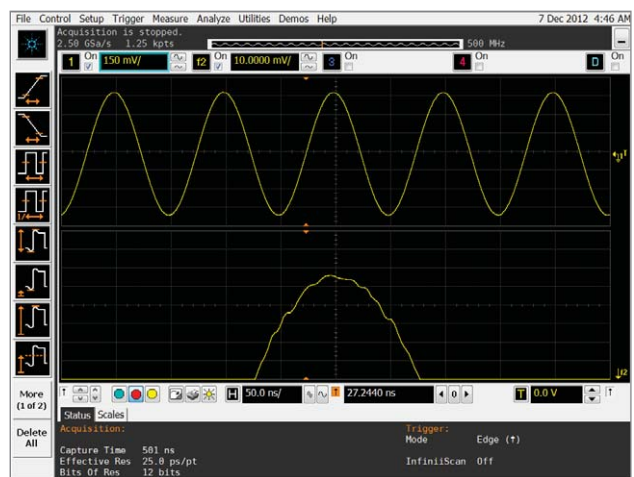 File Control Setup Trigger Measure Analyze Utilities Demos Help 7 Dec 2012 4:46 AM
Acquisition is stopped.
2.50 GSa/s 1.25 kpts 500 MHz
1 On 150 mV/ f2 On 10.0000 mV/ 3 On 4 On D On
1/
More
(1 of 2)
Delete
All
H 50.0 ns/ 27.2440 ns 0 T 0.0 V
f2
Status Scales
Acquisition: Trigger:
Mode Edge (↑)
Capture Time 501 ns
Effective Res 25.0 ps/pt InfiniiScan Off
Bits Of Res 12 bits